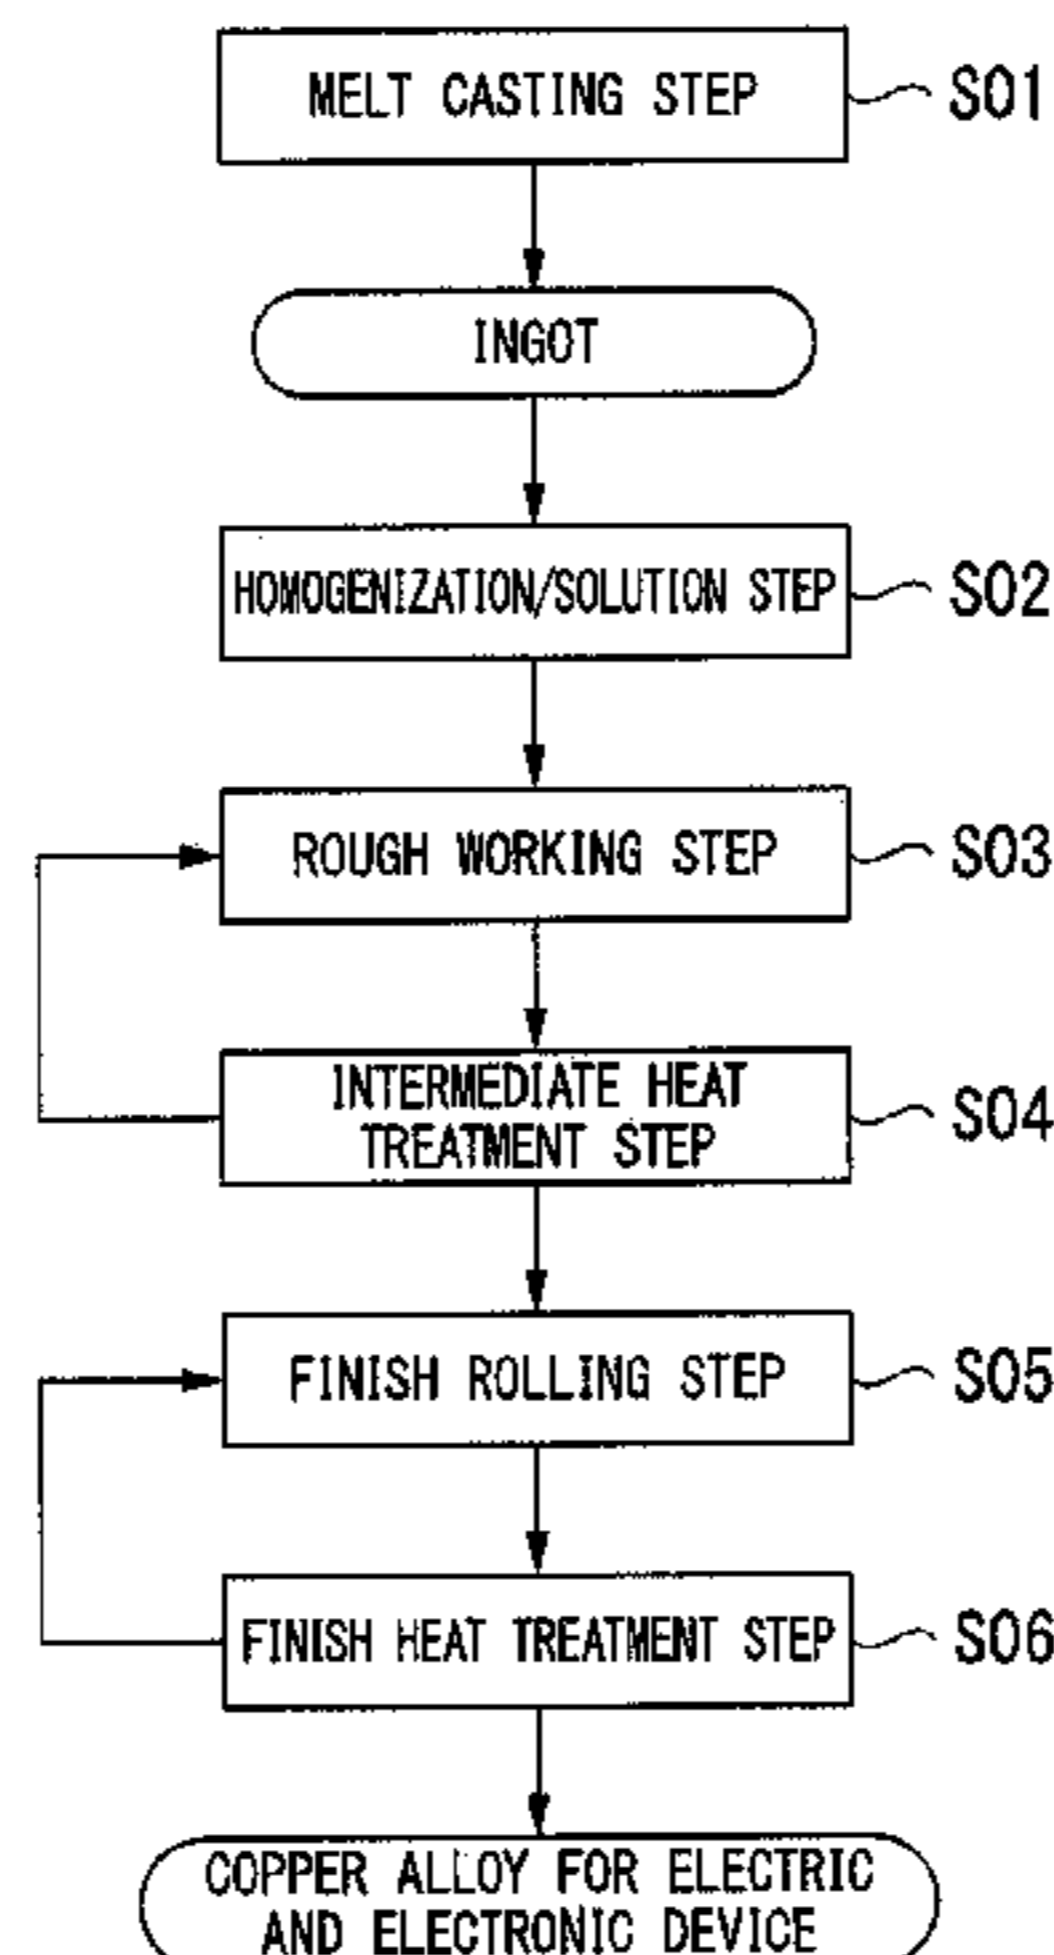 MELT CASTING STEP
S01
INGOT
HOMOGENIZATION/SOLUTION STEP
S02
ROUGH WORKING STEP
S03
INTERMEDIATE HEAT
TREATMENT STEP
S04
FINISH ROLLING STEP
S05
FINISH HEAT TREATMENT STEP
S06
COPPER ALLOY FOR ELECTRIC
AND ELECTRONIC DEVICE